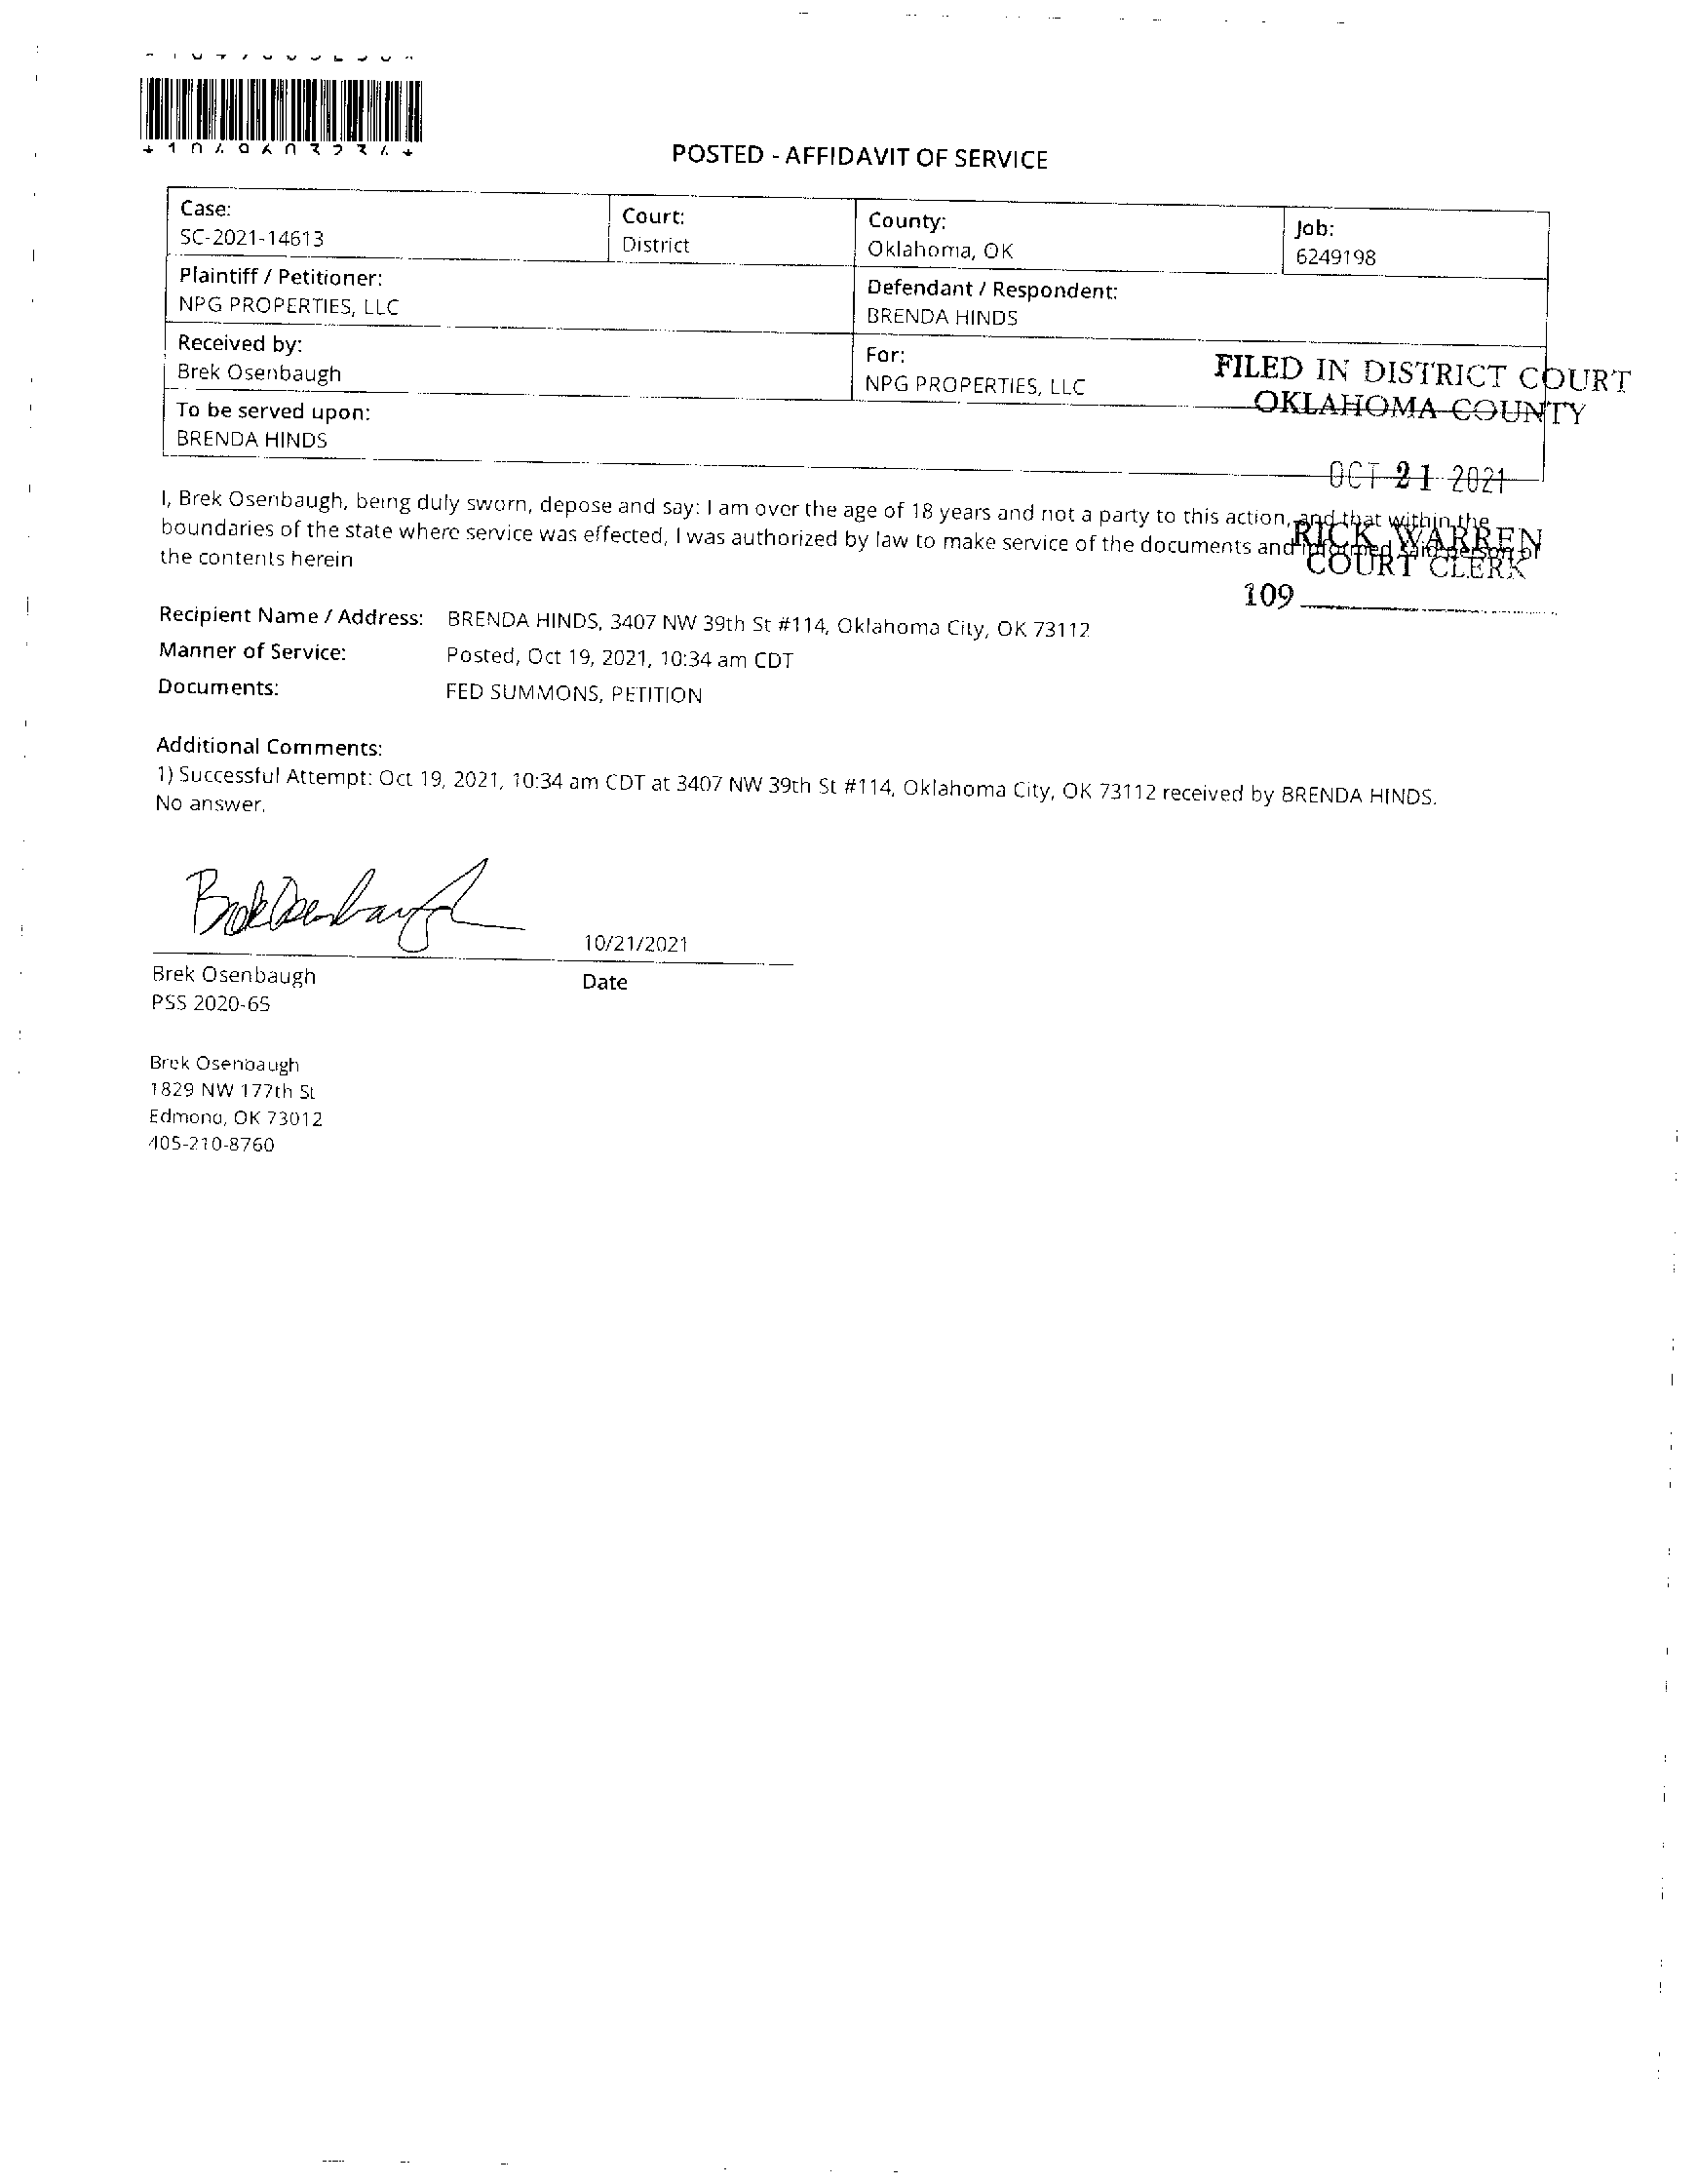 POSTED - AFFIDAVIT OF SERVICE
Case:
SC-2021-14613
Court:
District
County:
Oklahoma, OK
Job:
6249198
Plaintiff / Petitioner:
NPG PROPERTIES, LLC
Defendant / Respondent:
BRENDA HINDS
Received by:
Brek Osenbaugh
For:
NPG PROPERTIES, LLC
To be served upon:
BRENDA HINDS
FILED IN DISTRICT COURT
OKLAHOMA COUNTY
OCT 21 2021
RICK WARREN
COURT CLERK
109
I, Brek Osenbaugh, being duly sworn, depose and say: I am over the age of 18 years and not a party to this action, and that within the
boundaries of the state where service was effected, I was authorized by law to make service of the documents and informed said person of
the contents herein
Recipient Name / Address: BRENDA HINDS, 3407 NW 39th St #114, Oklahoma City, OK 73112
Manner of Service: Posted, Oct 19, 2021, 10:34 am CDT
Documents: FED SUMMONS, PETITION
Additional Comments:
1) Successful Attempt: Oct 19, 2021, 10:34 am CDT at 3407 NW 39th St #114, Oklahoma City, OK 73112 received by BRENDA HINDS.
No answer.
Brek Osenbaugh
10/21/2021
Brek Osenbaugh
Date
PSS 2020-65
Brek Osenbaugh
1829 NW 177th St
Edmond, OK 73012
405-210-8760